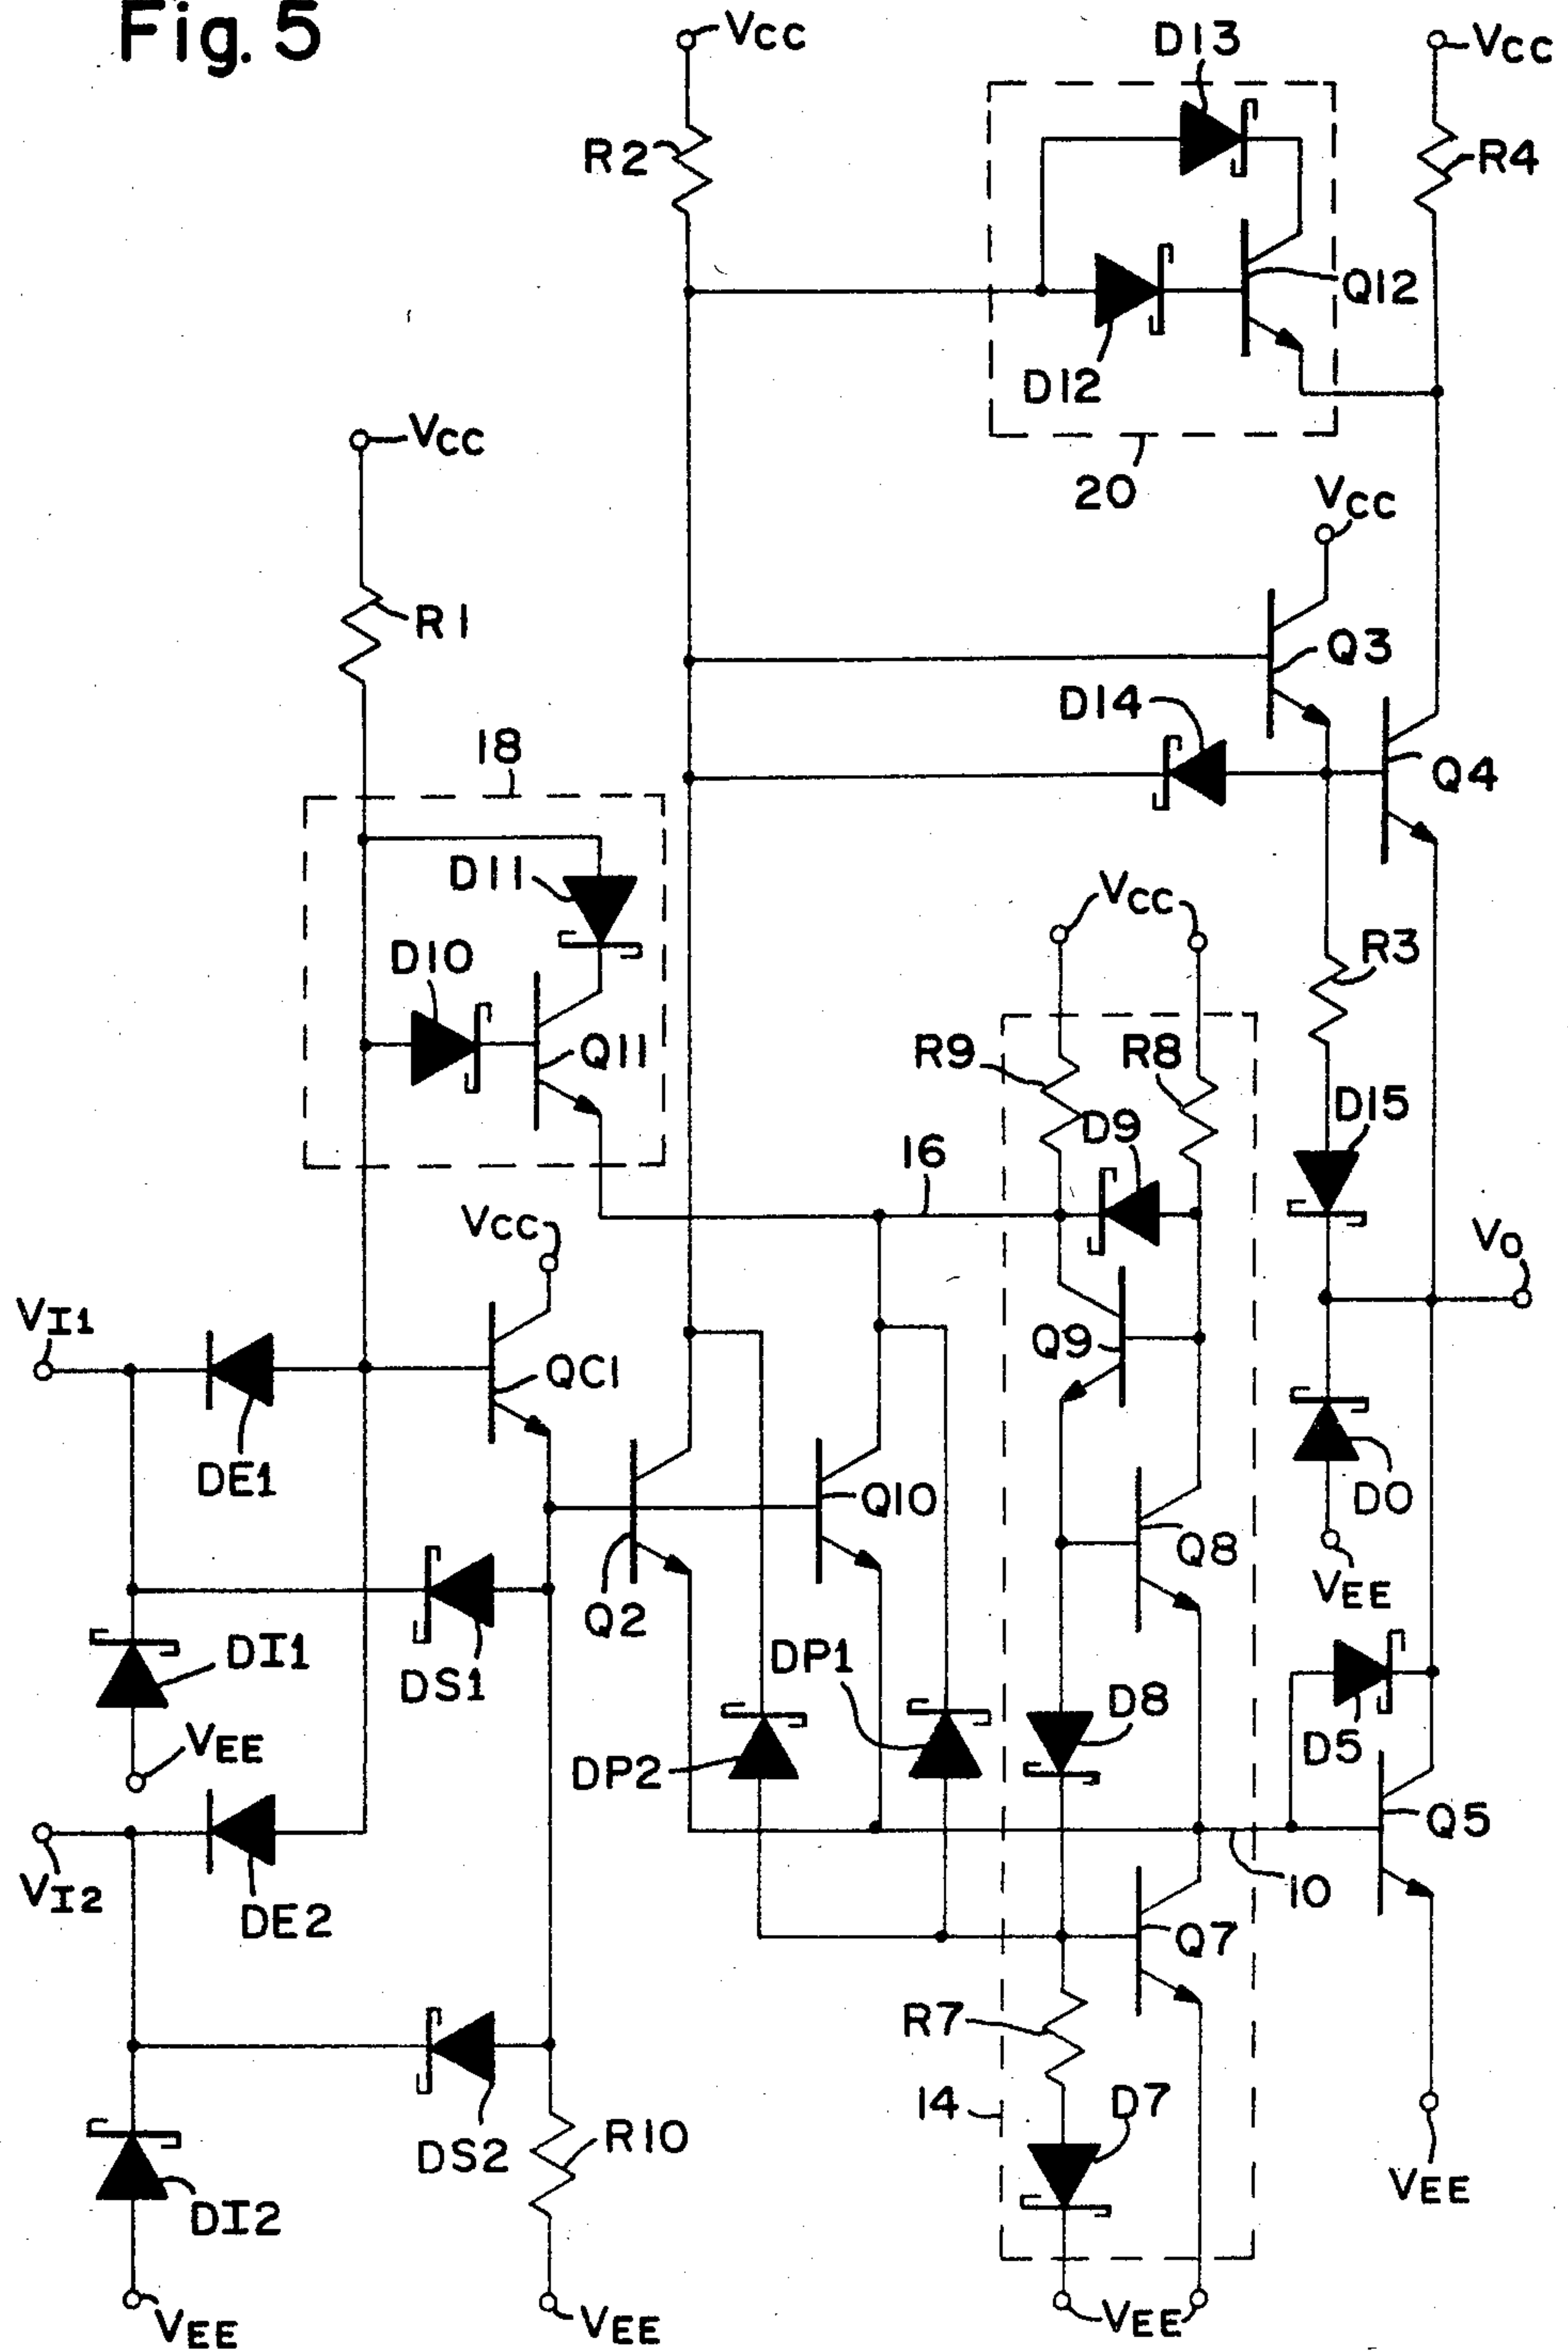 Fig. 5
VCC
D13
VCC
R2
R4
Q12
D12
20
VCC
VCC
R1
Q3
D14
18
Q4
D11
VCC
D10
R3
Q11
R9
R8
D15
D9
16
VCC
VO
VI1
Q9
QC1
DE1
D0
Q10
Q8
VEE
Q2
DI1
DS1
DP1
D8
VEE
DP2
D5
Q5
VI2
10
DE2
Q7
R7
14
D7
R10
DS2
VEE
DI2
VEE
VEE
VEE